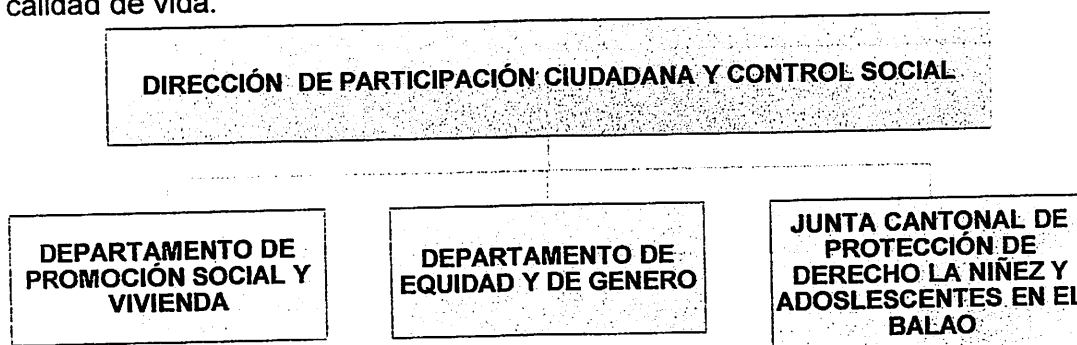 calidad de vida.
DIRECCIÓN DE PARTICIPACIÓN CIUDADANA Y CONTROL SOCIAL
DEPARTAMENTO DE
PROMOCIÓN SOCIAL Y
VIVIENDA
DEPARTAMENTO DE
EQUIDAD Y DE GENERO
JUNTA CANTONAL DE
PROTECCIÓN DE
DERECHO LA NIÑEZ Y
ADOSLESCENTES EN EL
BALAO